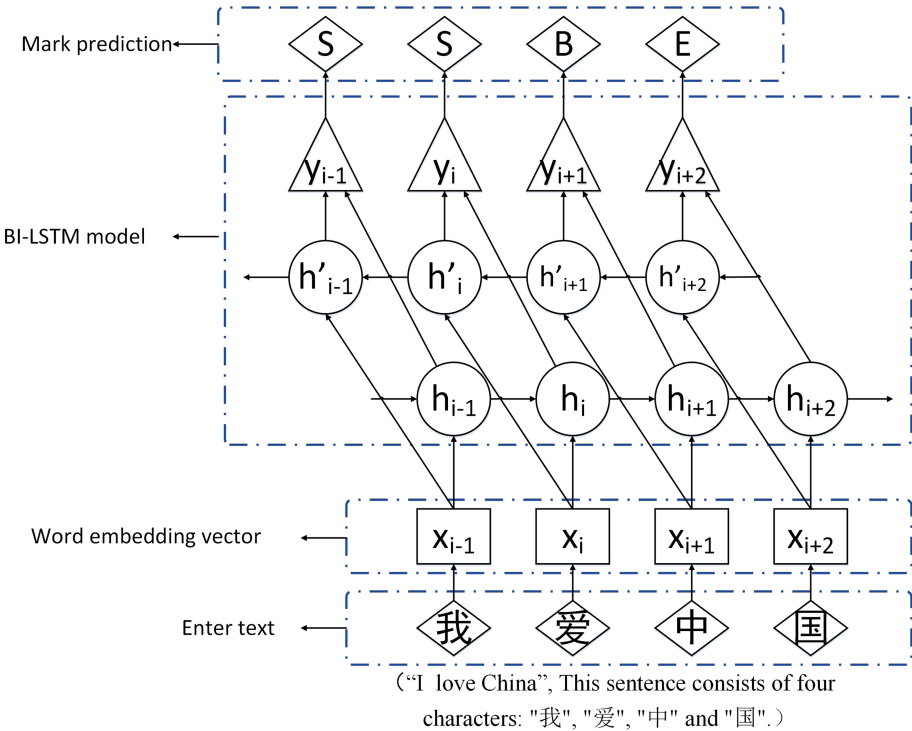 Mark prediction S S B E
y_{i-1} y_i y_{i+1} y_{i+2}
BI-LSTM model
h'_{i-1} h'_i h'_{i+1} h'_{i+2}
h_{i-1} h_i h_{i+1} h_{i+2}
Word embedding vector x_{i-1} x_i x_{i+1} x_{i+2}
Enter text 我 爱 中 国
（“I love China”, This sentence consists of four
characters: "我", "爱", "中" and "国".）